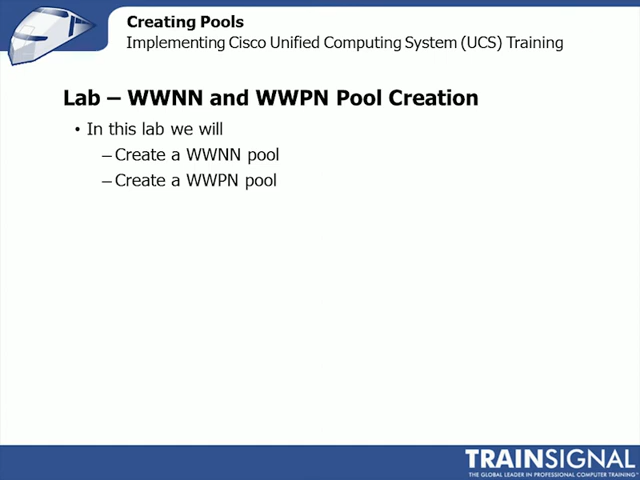 Creating Pools
Implementing Cisco Unified Computing System (UCS) Training
Lab – WWNN and WWPN Pool Creation
• In this lab we will
– Create a WWNN pool
– Create a WWPN pool
TRAINSIGNAL
THE GLOBAL LEADER IN PROFESSIONAL COMPUTER TRAINING™